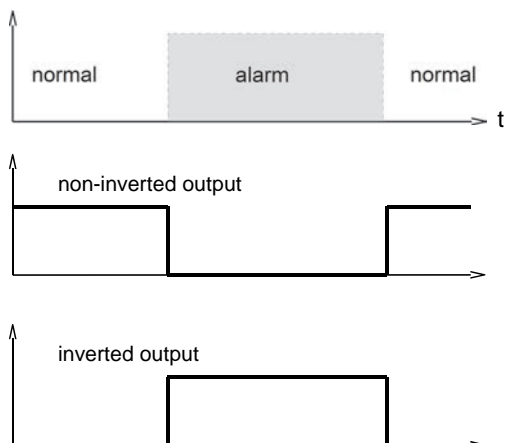 normal alarm normal
t
non-inverted output
inverted output